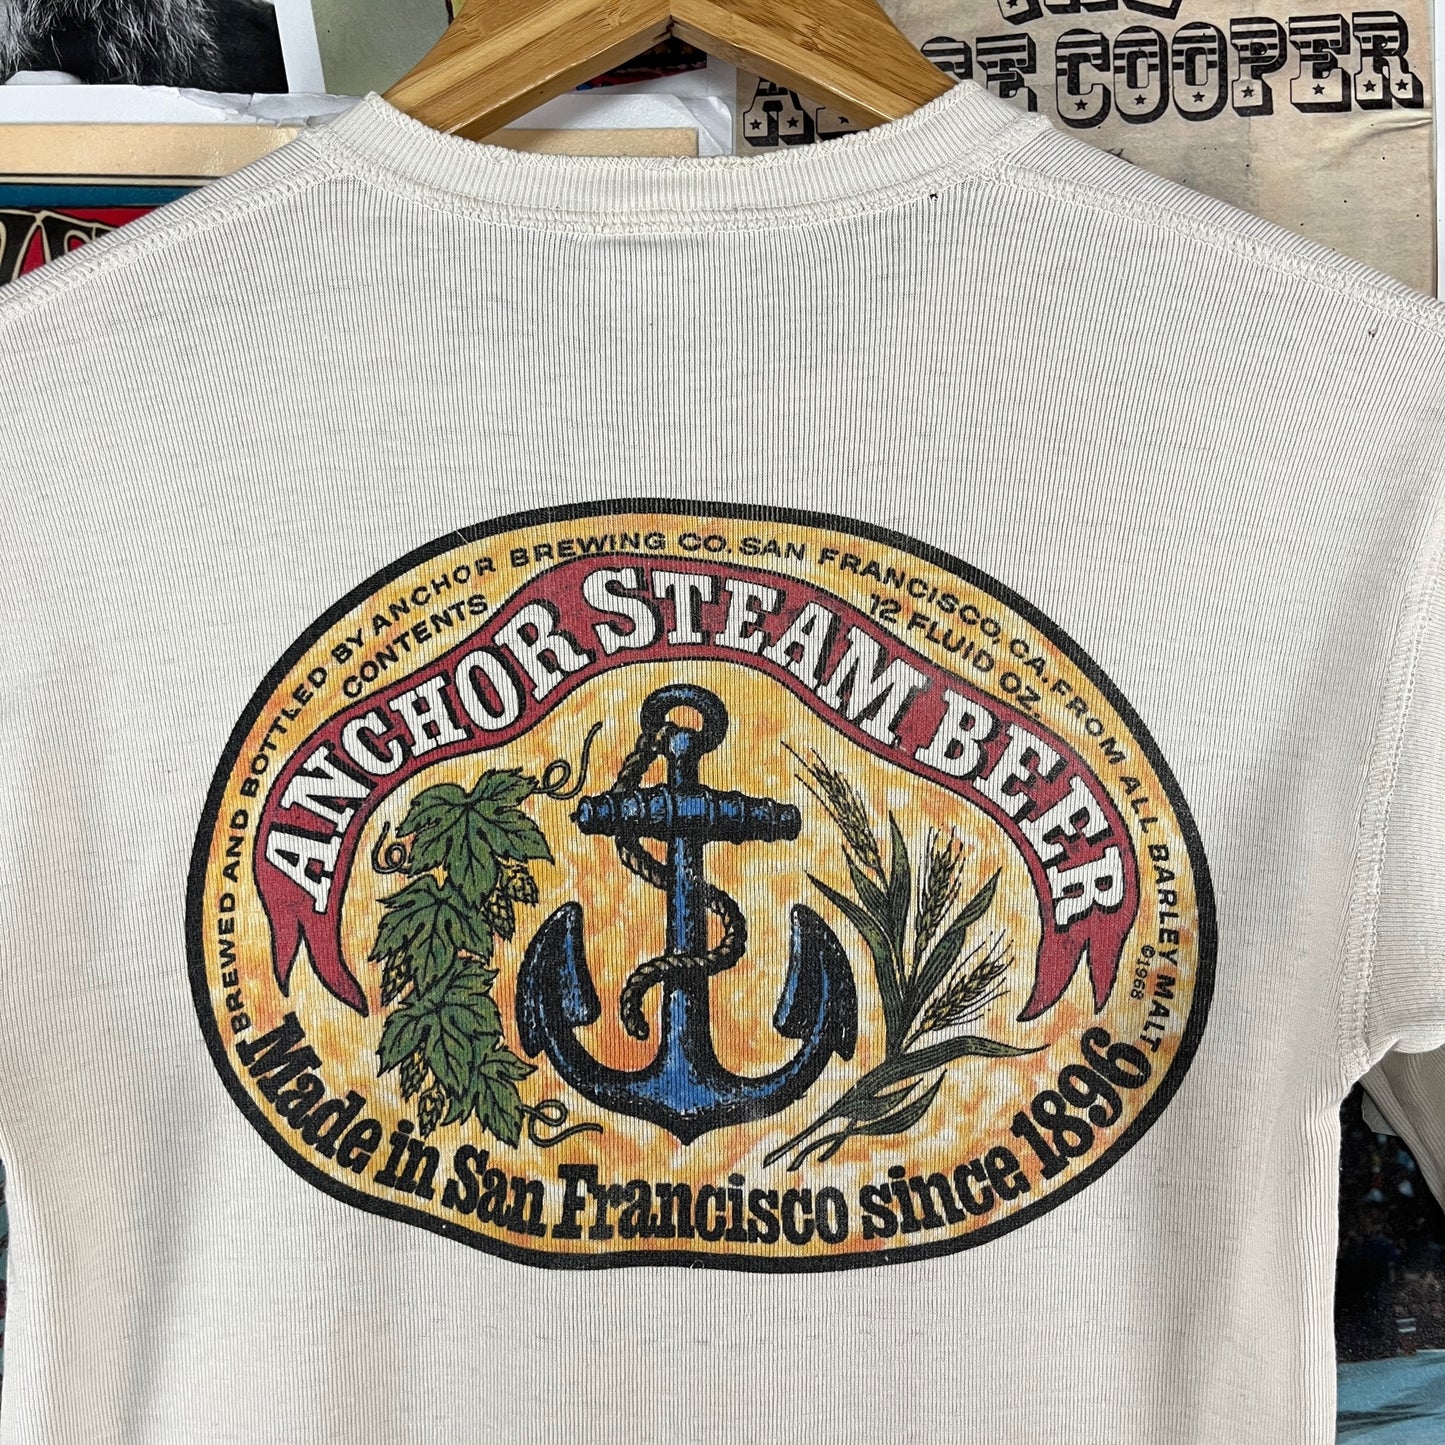 COOPER
BREWED AND BOTTLED BY ANCHOR BREWING CO. SAN FRANCISCO, CA. FROM ALL BARLEY MALT
CONTENTS 12 FLUID OZ.
ANCHOR STEAM BEER
©1968
Made in San Francisco since 1896